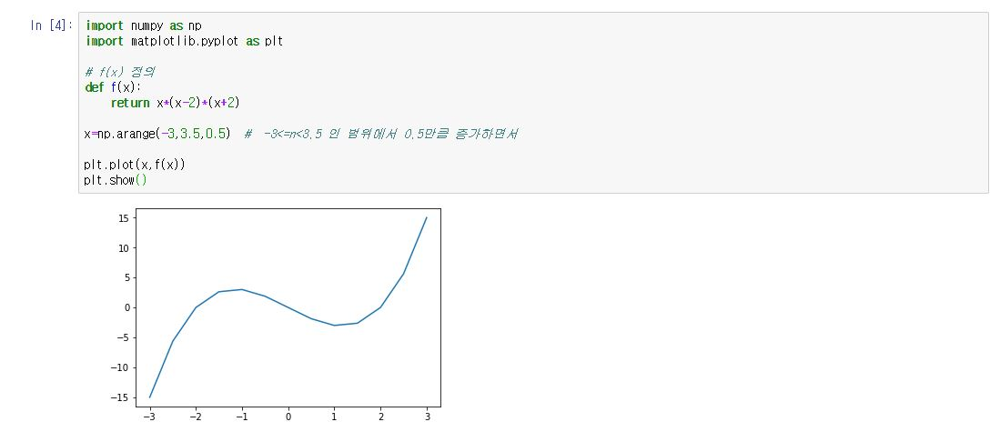 In [4]:
import numpy as np
import matplotlib.pyplot as plt
# f(x) 정의
def f(x):
    return x*(x-2)*(x+2)
x=np.arange(-3,3.5,0.5)  #  -3<=n<3.5 인 범위에서 0.5만큼 증가하면서
plt.plot(x,f(x))
plt.show()
15
10
5
0
−5
−10
−15
−3 −2 −1 0 1 2 3